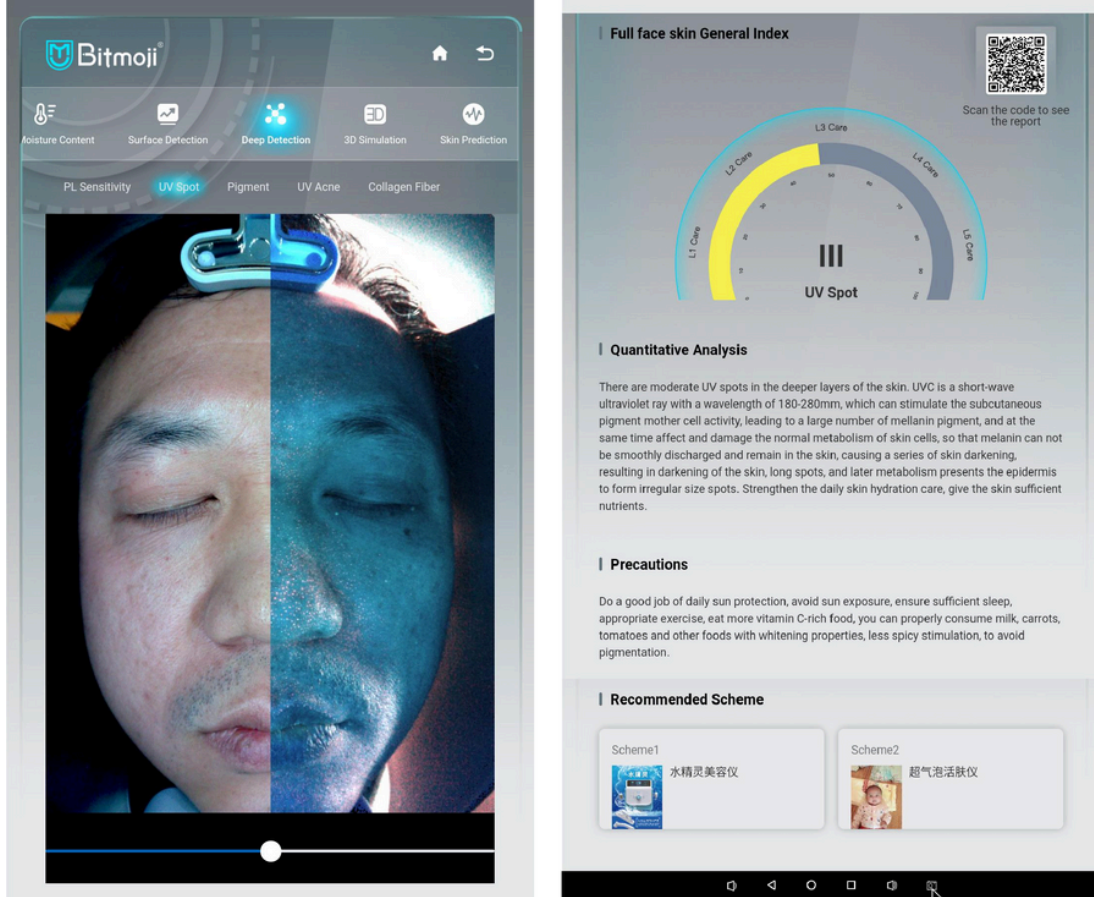 Bitmoji
Moisture Content
Surface Detection
Deep Detection
3D Simulation
Skin Prediction
PL Sensitivity
UV Spot
Pigment
UV Acne
Collagen Fiber
Full face skin General Index
Scan the code to see
the report
L1 Care
L2 Care
L3 Care
L4 Care
L5 Care
III
UV Spot
Quantitative Analysis
There are moderate UV spots in the deeper layers of the skin. UVC is a short-wave
ultraviolet ray with a wavelength of 180-280mm, which can stimulate the subcutaneous
pigment mother cell activity, leading to a large number of mellanin pigment, and at the
same time affect and damage the normal metabolism of skin cells, so that melanin can not
be smoothly discharged and remain in the skin, causing a series of skin darkening,
resulting in darkening of the skin, long spots, and later metabolism presents the epidermis
to form irregular size spots. Strengthen the daily skin hydration care, give the skin sufficient
nutrients.
Precautions
Do a good job of daily sun protection, avoid sun exposure, ensure sufficient sleep,
appropriate exercise, eat more vitamin C-rich food, you can properly consume milk, carrots,
tomatoes and other foods with whitening properties, less spicy stimulation, to avoid
pigmentation.
Recommended Scheme
Scheme1
水精灵美容仪
Scheme2
超气泡活肤仪